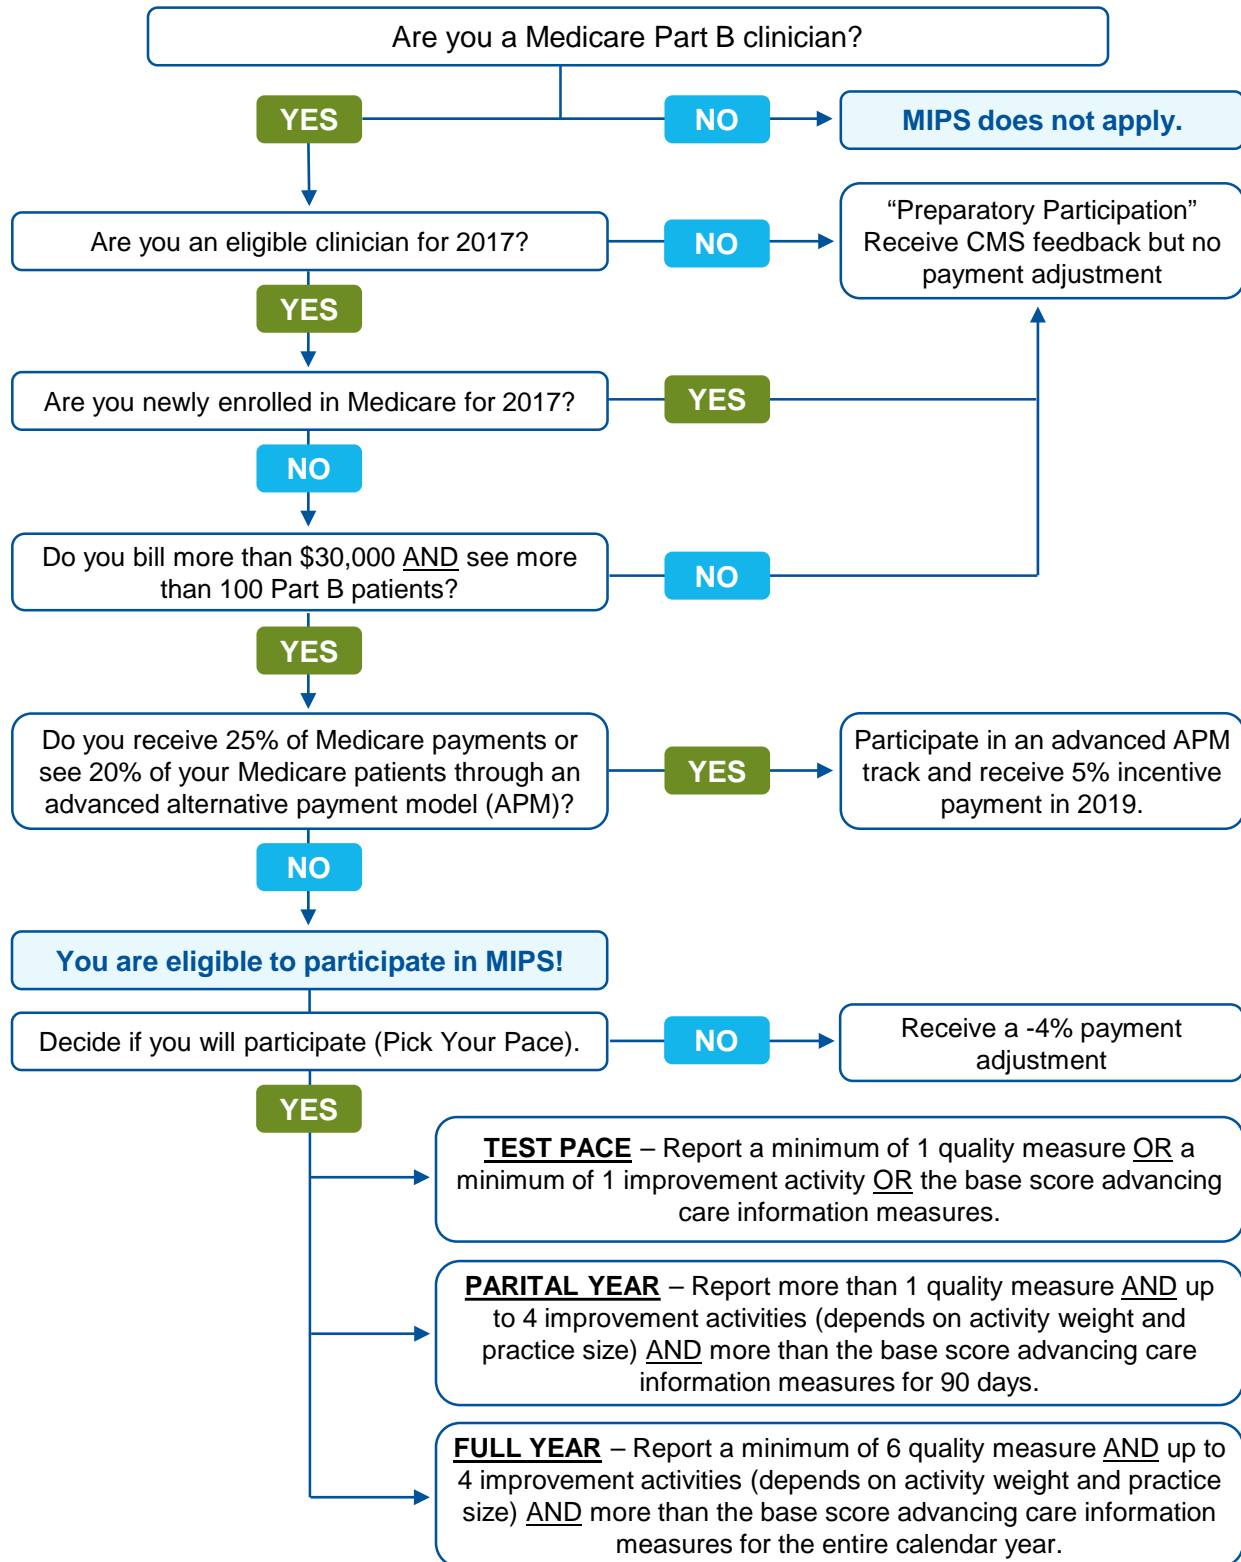 Are you a Medicare Part B clinician?
YES
NO
MIPS does not apply.
Are you an eligible clinician for 2017?
NO
“Preparatory Participation”
Receive CMS feedback but no
payment adjustment
YES
Are you newly enrolled in Medicare for 2017?
YES
NO
Do you bill more than $30,000 AND see more
than 100 Part B patients?
NO
YES
Do you receive 25% of Medicare payments or
see 20% of your Medicare patients through an
advanced alternative payment model (APM)?
YES
Participate in an advanced APM
track and receive 5% incentive
payment in 2019.
NO
You are eligible to participate in MIPS!
Decide if you will participate (Pick Your Pace).
NO
Receive a -4% payment
adjustment
YES
TEST PACE – Report a minimum of 1 quality measure OR a
minimum of 1 improvement activity OR the base score advancing
care information measures.
PARITAL YEAR – Report more than 1 quality measure AND up
to 4 improvement activities (depends on activity weight and
practice size) AND more than the base score advancing care
information measures for 90 days.
FULL YEAR – Report a minimum of 6 quality measure AND up to
4 improvement activities (depends on activity weight and practice
size) AND more than the base score advancing care information
measures for the entire calendar year.